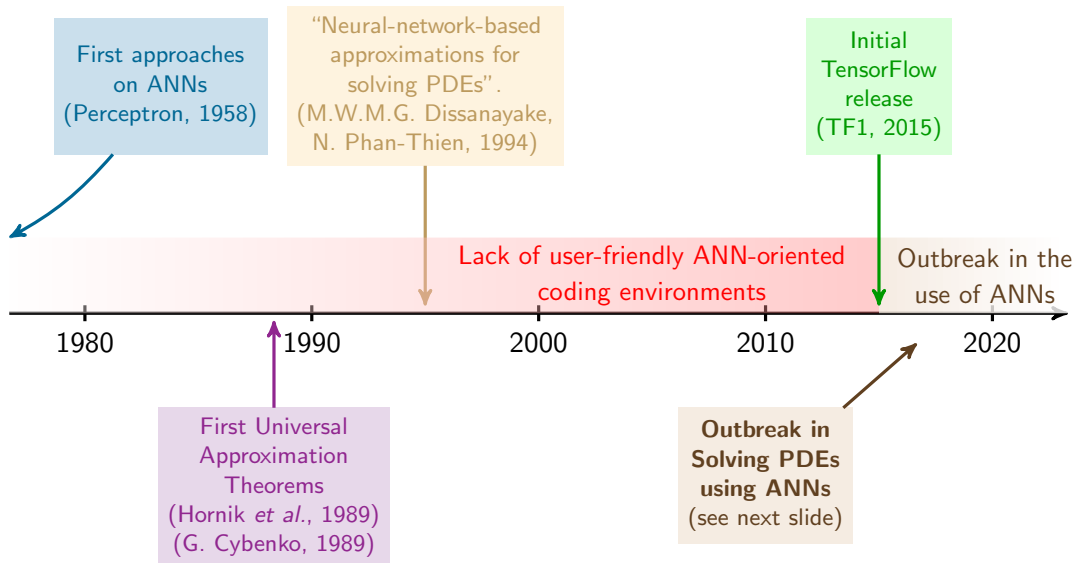 First approaches
on ANNs
(Perceptron, 1958)
“Neural-network-based
approximations for
solving PDEs”.
(M.W.M.G. Dissanayake,
N. Phan-Thien, 1994)
Initial
TensorFlow
release
(TF1, 2015)
Lack of user-friendly ANN-oriented
coding environments
Outbreak in the
use of ANNs
1980
1990
2000
2010
2020
First Universal
Approximation
Theorems
(Hornik et al., 1989)
(G. Cybenko, 1989)
Outbreak in
Solving PDEs
using ANNs
(see next slide)